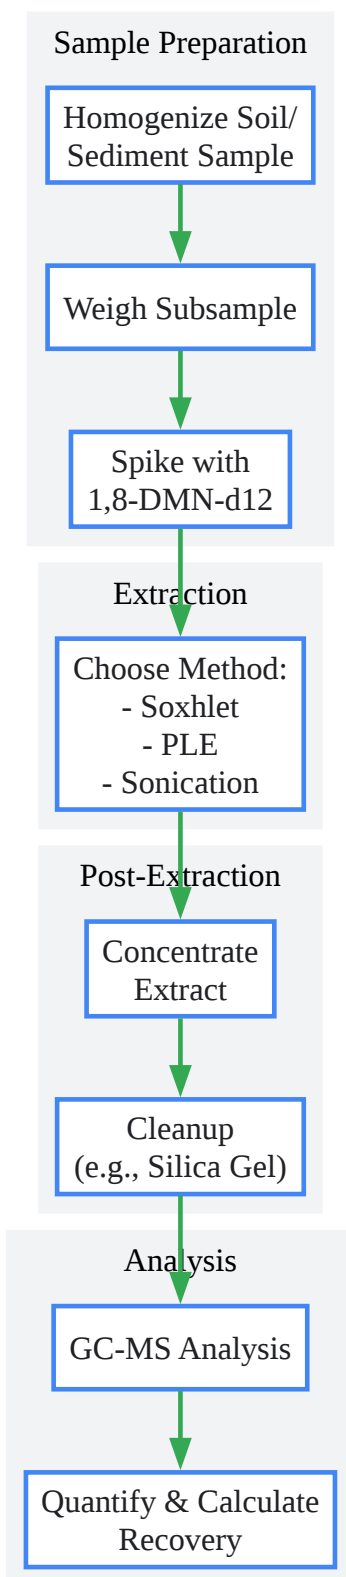 Sample Preparation
Homogenize Soil/
Sediment Sample
Weigh Subsample
Spike with
1,8-DMN-d12
Extraction
Choose Method:
- Soxhlet
- PLE
- Sonication
Post-Extraction
Concentrate
Extract
Cleanup
(e.g., Silica Gel)
Analysis
GC-MS Analysis
Quantify & Calculate
Recovery